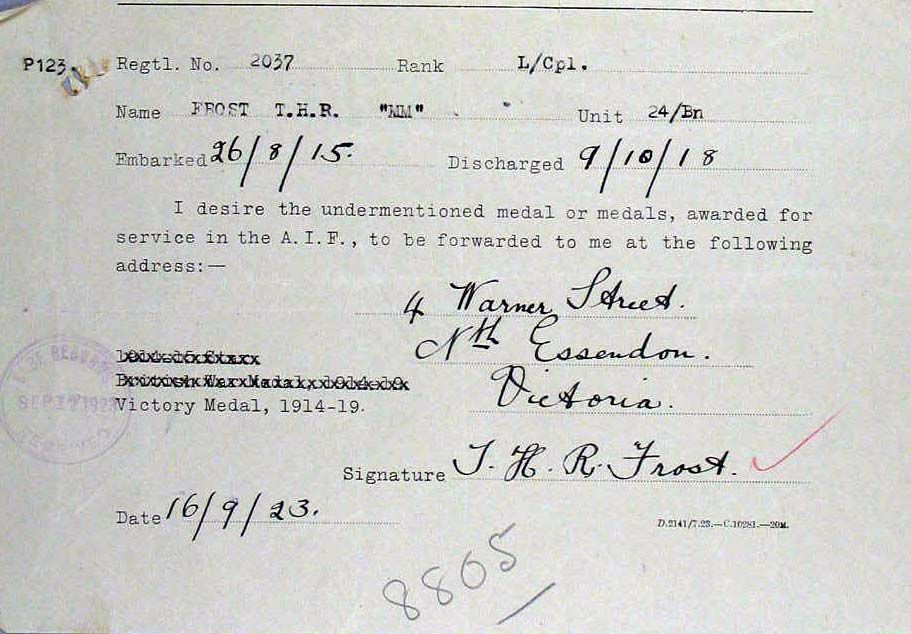 P123. Regtl. No. 2037 Rank L/Cpl.
Name FROST T.H.R. "MM" Unit 24/Bn
Embarked 26/8/15. Discharged 9/10/18
I desire the undermentioned medal or medals, awarded for
service in the A.I.F., to be forwarded to me at the following
address:—
4 Warner Street.
Nth Essendon.
Victoria.
Victory Medal, 1914-19.
Signature T. H. R. Frost.
Date 16/9/23.
D.2141/7.23.—C.10281.—20M.
8805